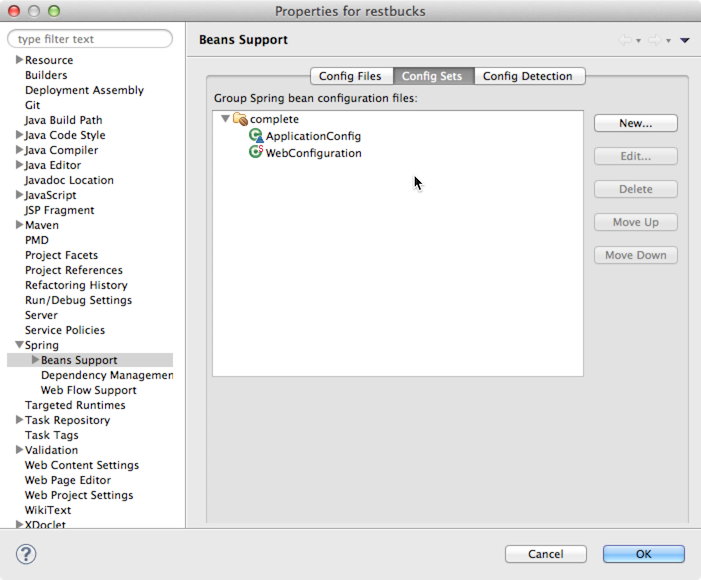 Properties for restbucks
type filter text
Resource
Builders
Deployment Assembly
Git
Java Build Path
Java Code Style
Java Compiler
Java Editor
Javadoc Location
JavaScript
JSP Fragment
Maven
PMD
Project Facets
Project References
Refactoring History
Run/Debug Settings
Server
Service Policies
Spring
Beans Support
Dependency Managemen
Web Flow Support
Targeted Runtimes
Task Repository
Task Tags
Validation
Web Content Settings
Web Page Editor
Web Project Settings
WikiText
XDoclet
Beans Support
Config Files Config Sets Config Detection
Group Spring bean configuration files:
complete
ApplicationConfig
WebConfiguration
New...
Edit...
Delete
Move Up
Move Down
?
Cancel OK